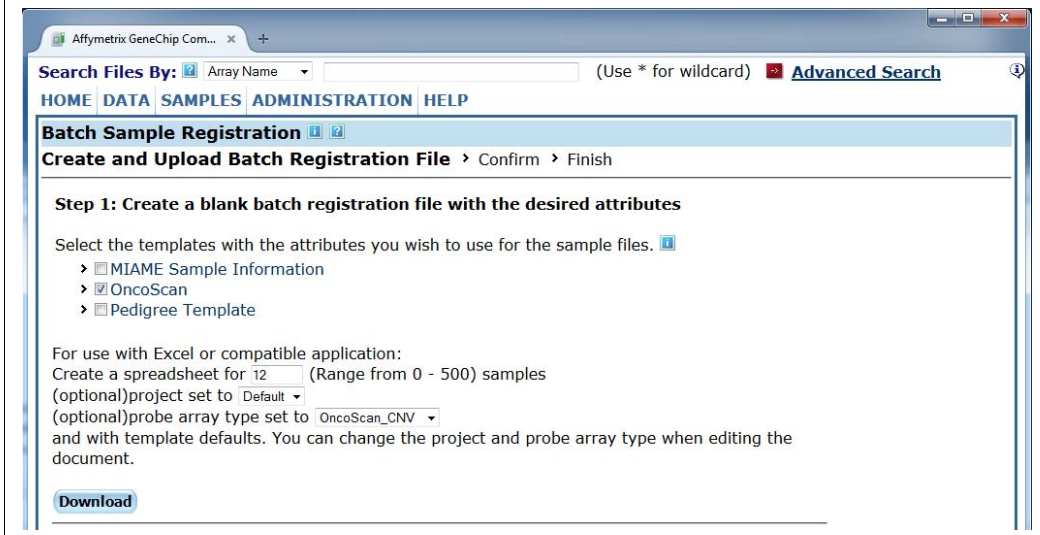 Affymetrix GeneChip Com...
Search Files By: Array Name (Use * for wildcard) Advanced Search
HOME DATA SAMPLES ADMINISTRATION HELP
Batch Sample Registration
Create and Upload Batch Registration File > Confirm > Finish
Step 1: Create a blank batch registration file with the desired attributes
Select the templates with the attributes you wish to use for the sample files.
MIAME Sample Information
OncoScan
Pedigree Template
For use with Excel or compatible application:
Create a spreadsheet for 12 (Range from 0 - 500) samples
(optional)project set to Default
(optional)probe array type set to OncoScan_CNV
and with template defaults. You can change the project and probe array type when editing the
document.
Download